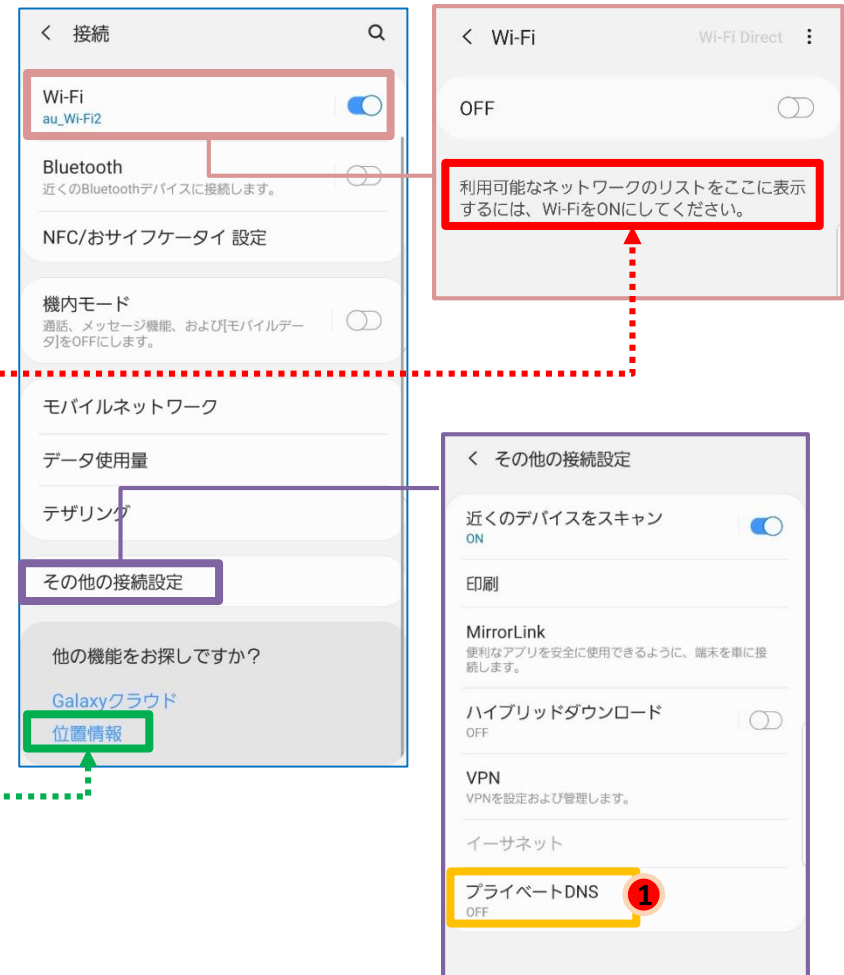 接続
Wi-Fi
au_Wi-Fi2
Bluetooth
近くのBluetoothデバイスに接続します。
NFC/おサイフケータイ 設定
機内モード
通話、メッセージ機能、および[モバイルデー
タ]をOFFにします。
モバイルネットワーク
データ使用量
テザリング
その他の接続設定
他の機能をお探しですか？
Galaxyクラウド
位置情報
Wi-Fi
Wi-Fi Direct
OFF
利用可能なネットワークのリストをここに表示
するには、Wi-FiをONにしてください。
その他の接続設定
近くのデバイスをスキャン
ON
印刷
MirrorLink
便利なアプリを安全に使用できるように、端末を車に接
続します。
ハイブリッドダウンロード
OFF
VPN
VPNを設定および管理します。
イーサネット
プライベートDNS
OFF
1